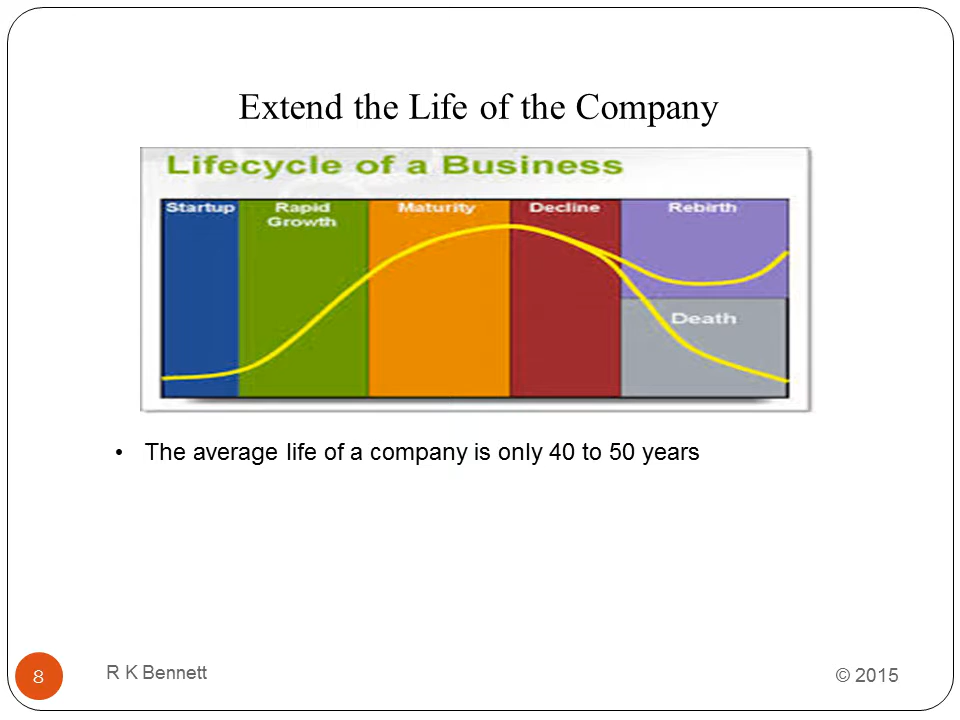 Extend the Life of the Company
Lifecycle of a Business
Startup
Rapid
Growth
Maturity
Decline
Rebirth
Death
• The average life of a company is only 40 to 50 years
8
R K Bennett
© 2015